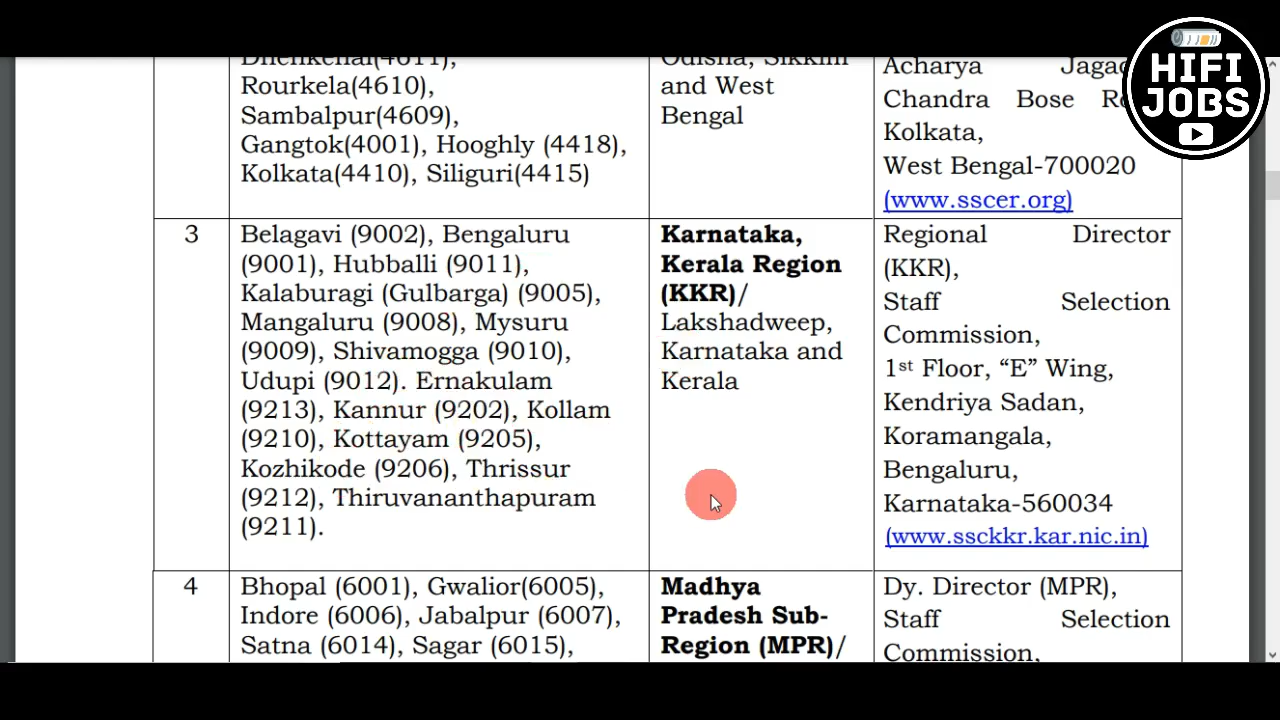 Rourkela(4610),
Sambalpur(4609),
Gangtok(4001), Hooghly (4418),
Kolkata(4410), Siliguri(4415)
Odisha, Sikkim
and West
Bengal
Acharya
Chandra Bose
Kolkata,
West Bengal-700020
(www.sscer.org)
HIFI
JOBS
3
Belagavi (9002), Bengaluru
(9001), Hubballi (9011),
Kalaburagi (Gulbarga) (9005),
Mangaluru (9008), Mysuru
(9009), Shivamogga (9010),
Udupi (9012). Ernakulam
(9213), Kannur (9202), Kollam
(9210), Kottayam (9205),
Kozhikode (9206), Thrissur
(9212), Thiruvananthapuram
(9211).
Karnataka,
Kerala Region
(KKR)/
Lakshadweep,
Karnataka and
Kerala
Regional Director
(KKR),
Staff Selection
Commission,
1st Floor, “E” Wing,
Kendriya Sadan,
Koramangala,
Bengaluru,
Karnataka-560034
(www.ssckkr.kar.nic.in)
4
Bhopal (6001), Gwalior(6005),
Indore (6006), Jabalpur (6007),
Satna (6014), Sagar (6015),
Madhya
Pradesh Sub-
Region (MPR)/
Dy. Director (MPR),
Staff Selection
Commission,